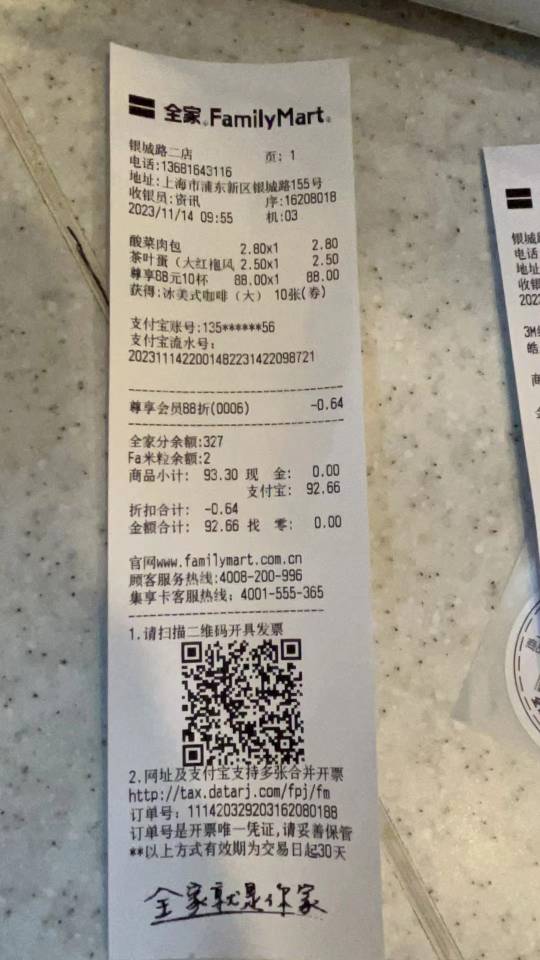 全家 FamilyMart
银城路二店 页: 1
电话:13681643116
地址:上海市浦东新区银城路155号
收银员:资讯 序:16208018
2023/11/14 09:55 机:03
酸菜肉包 2.80x1 2.80
茶叶蛋（大红袍风 2.50x1 2.50
尊享88元10杯 88.00x1 88.00
获得:冰美式咖啡（大） 10张(券)
支付宝账号:135******56
支付宝流水号:
2023111422001482231422098721
尊享会员88折(0006) -0.64
全家分余额:327
Fa米粒余额:2
商品小计: 93.30 现 金: 0.00
支付宝: 92.66
折扣合计: -0.64
金额合计: 92.66 找 零: 0.00
官网www.familymart.com.cn
顾客服务热线:4008-200-996
集享卡客服热线: 4001-555-365
1.请扫描二维码开具发票
2.网址及支付宝支持多张合并开票
http://tax.datarj.com/fpj/fm
订单号: 111420329203162080188
订单号是开票唯一凭证,请妥善保管
**以上方式有效期为交易日起30天
全家就是你家
银城
电话
地址
收银
202
3M
皓